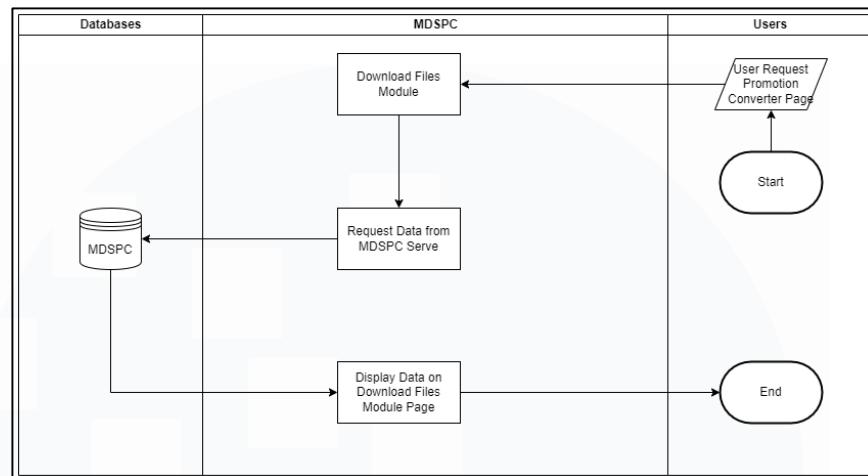 Databases
MDSPC
Users
Download Files
Module
User Request
Promotion
Converter Page
Start
Request Data from
MDSPC Serve
MDSPC
Display Data on
Download Files
Module Page
End